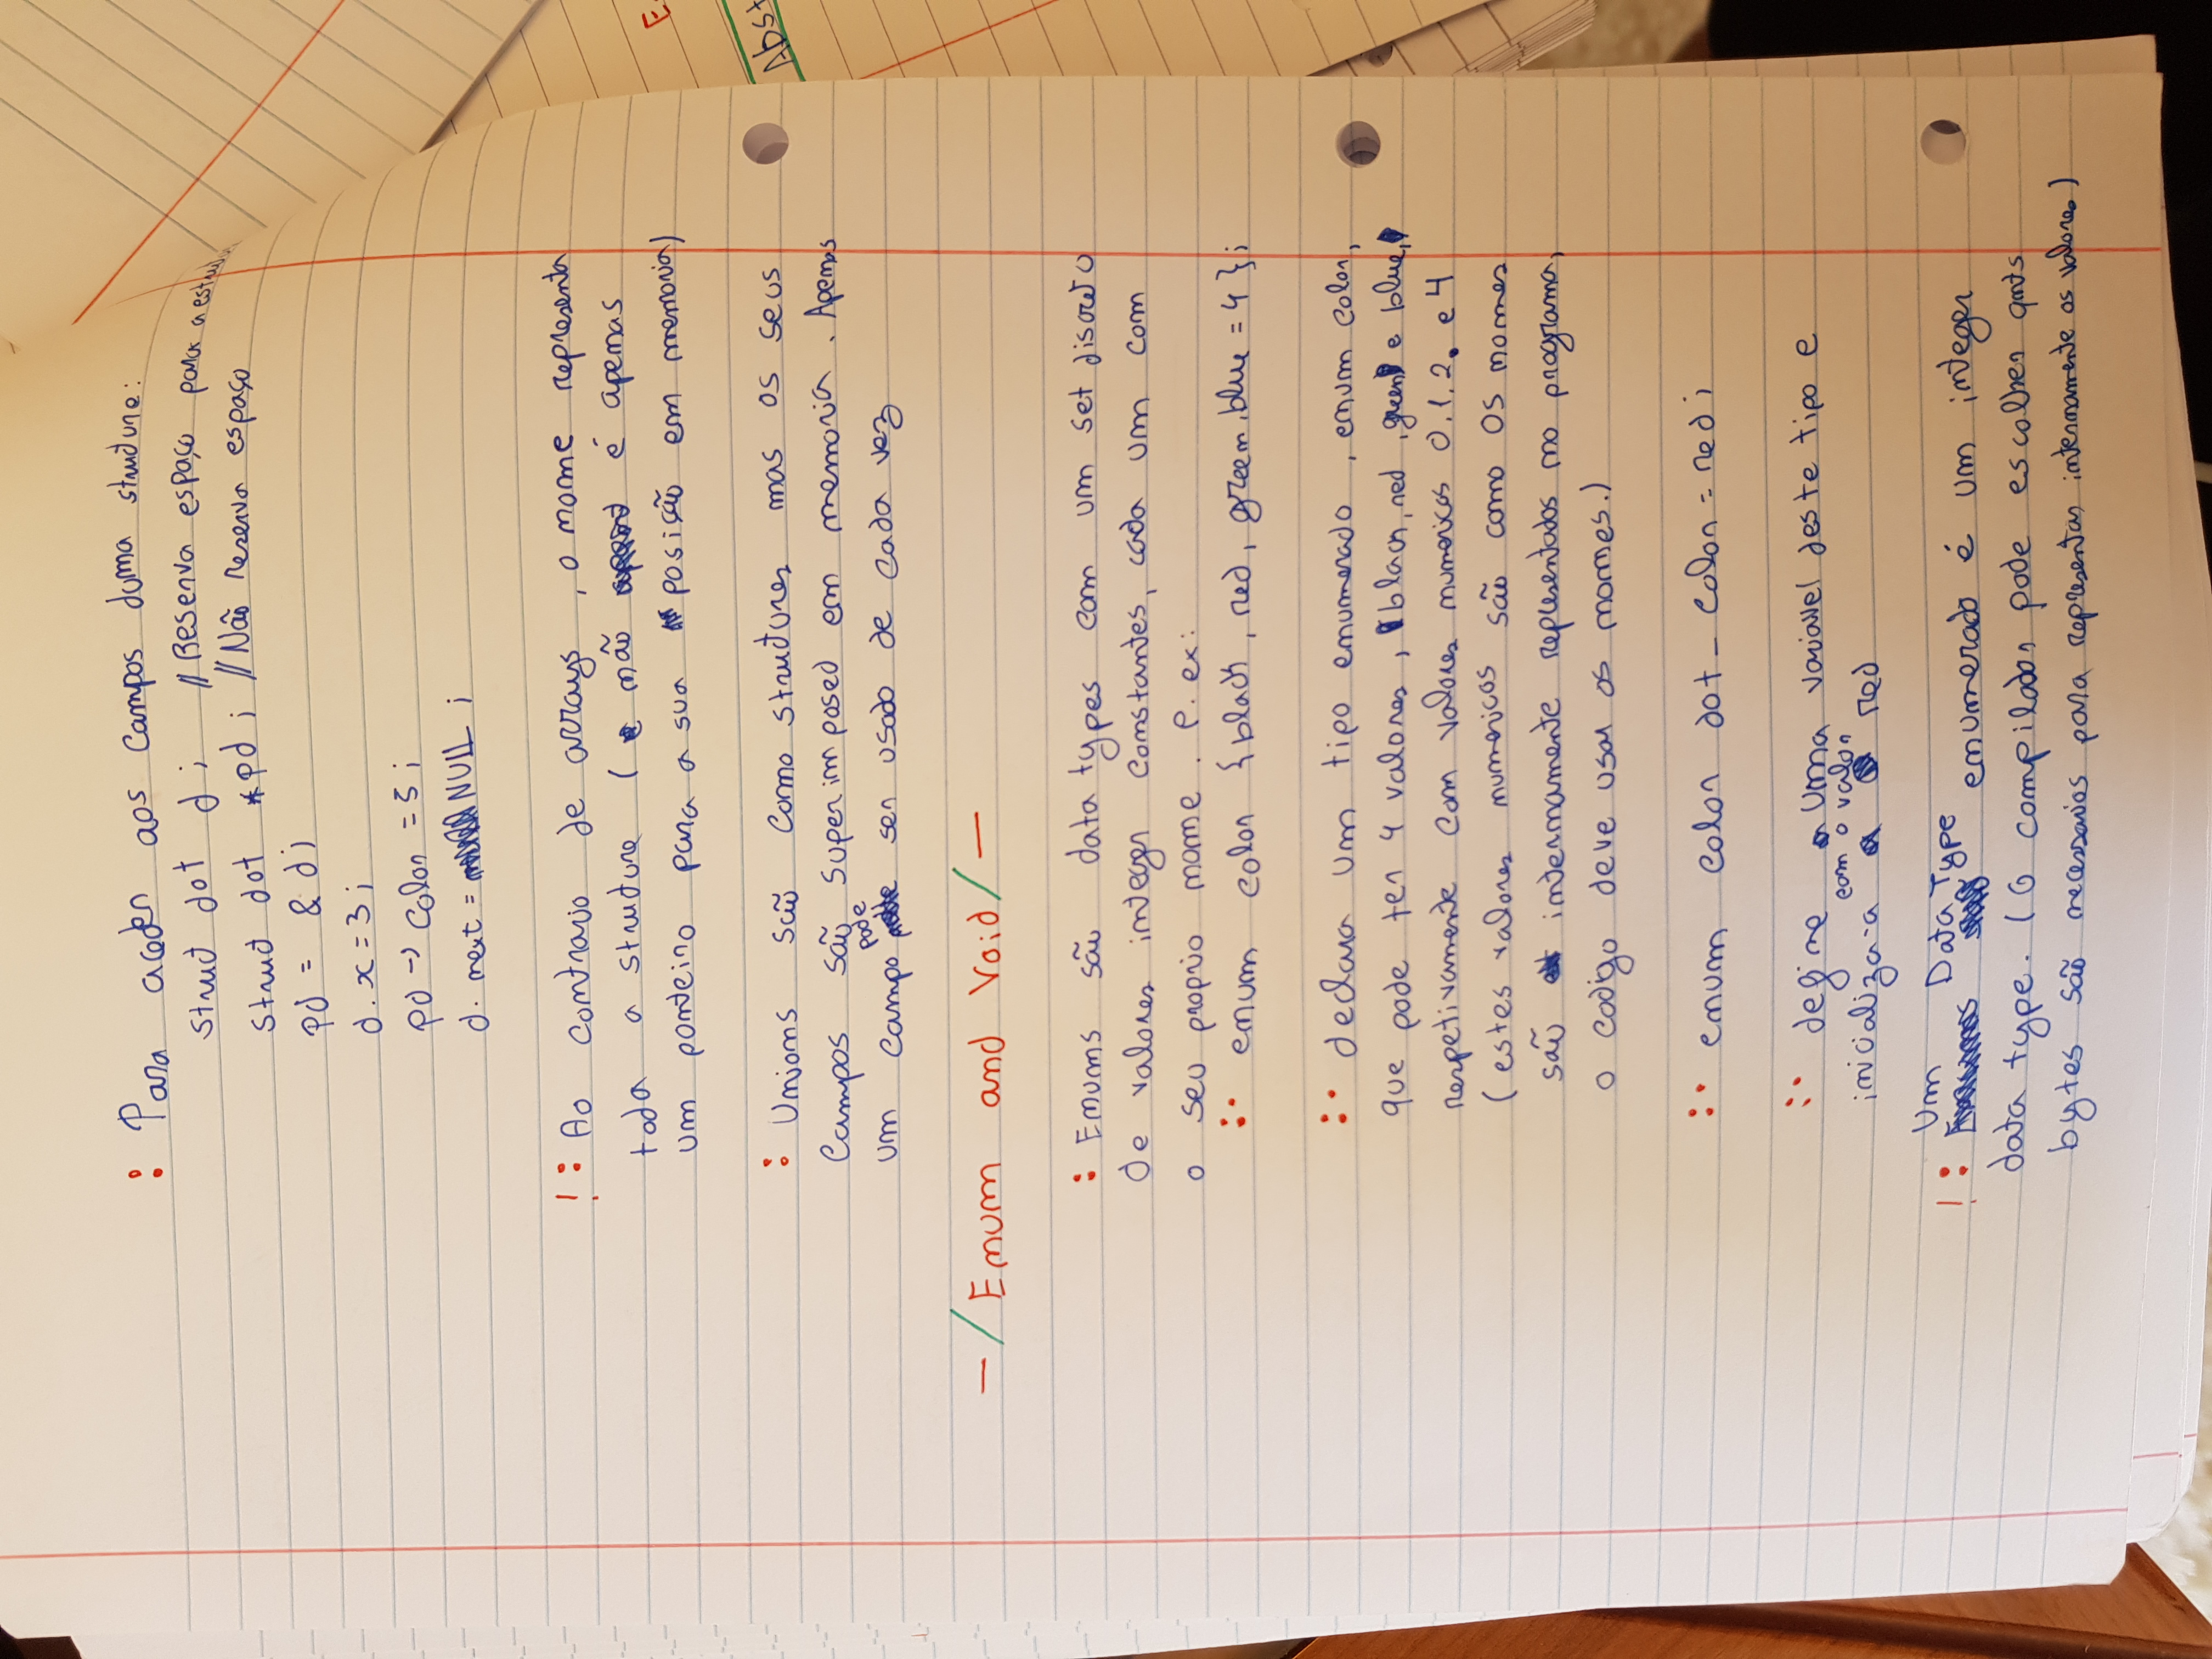 : Para aceder aos campos duma structure:
struct dot d ; // Reserva espaço para a
struct dot *pd ; // Não reserva espaço
pd = & d;
d. x = 3 ;
pd -> color = 5 ;
d. next = NULL ;
!: Ao contrario de arrays , o nome representa
toda a structure ( e não é apenas
um ponteiro para a sua posição em memoria)
: Unions são como structures mas os seus
campos são superimposed em memoria . Apenas
um campo pode ser usado de cada vez
- / Enum and Void / -
: Enums são data types com um set discreto
de valores integer constantes, cada um com
o seu proprio nome . P. ex:
:· enum color { black , red, green, blue = 4 } ;
:· declara um tipo enumerado , enum color,
que pode ter 4 valores , black, red , green e blue,
respetivamente com valores numericos 0, 1, 2, e 4
( estes valores numericos são como os nomes
são internamente representados no programa,
o codigo deve usar os nomes.)
:· enum color dot_color = red ;
:· define uma variavel deste tipo e
inicializa-a com o valor red
!: Um Data Type enumerado é um integer
data type. ( O compilador pode escolher qnts
bytes são necessarios para representar internamente os valores )
E
Abst